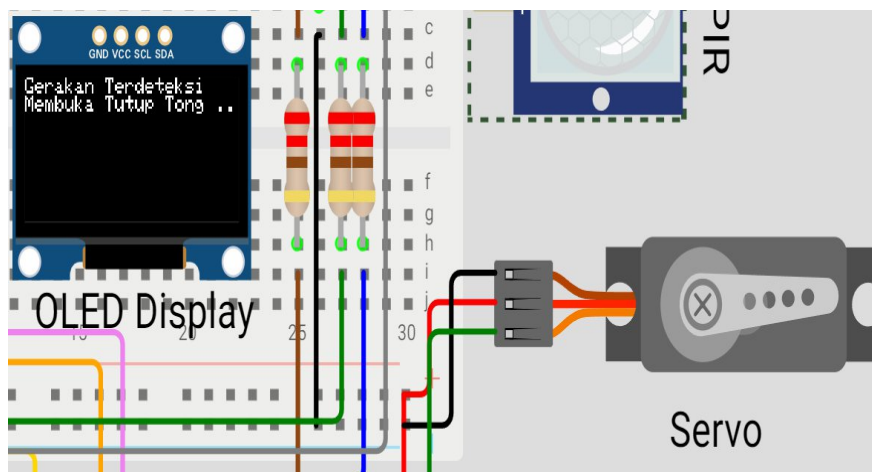 GND VCC SCL SDA
Gerakan Terdeteksi
Membuka Tutup Tong ..
OLED Display
c
d
e
f
g
h
i
j
20
25
30
PIR
Servo